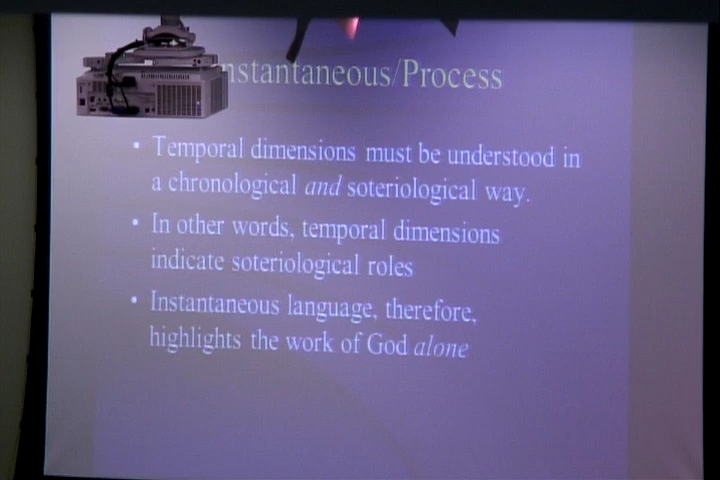 nstantaneous/Process
• Temporal dimensions must be understood in
a chronological and soteriological way.
• In other words, temporal dimensions
indicate soteriological roles
• Instantaneous language, therefore,
highlights the work of God alone